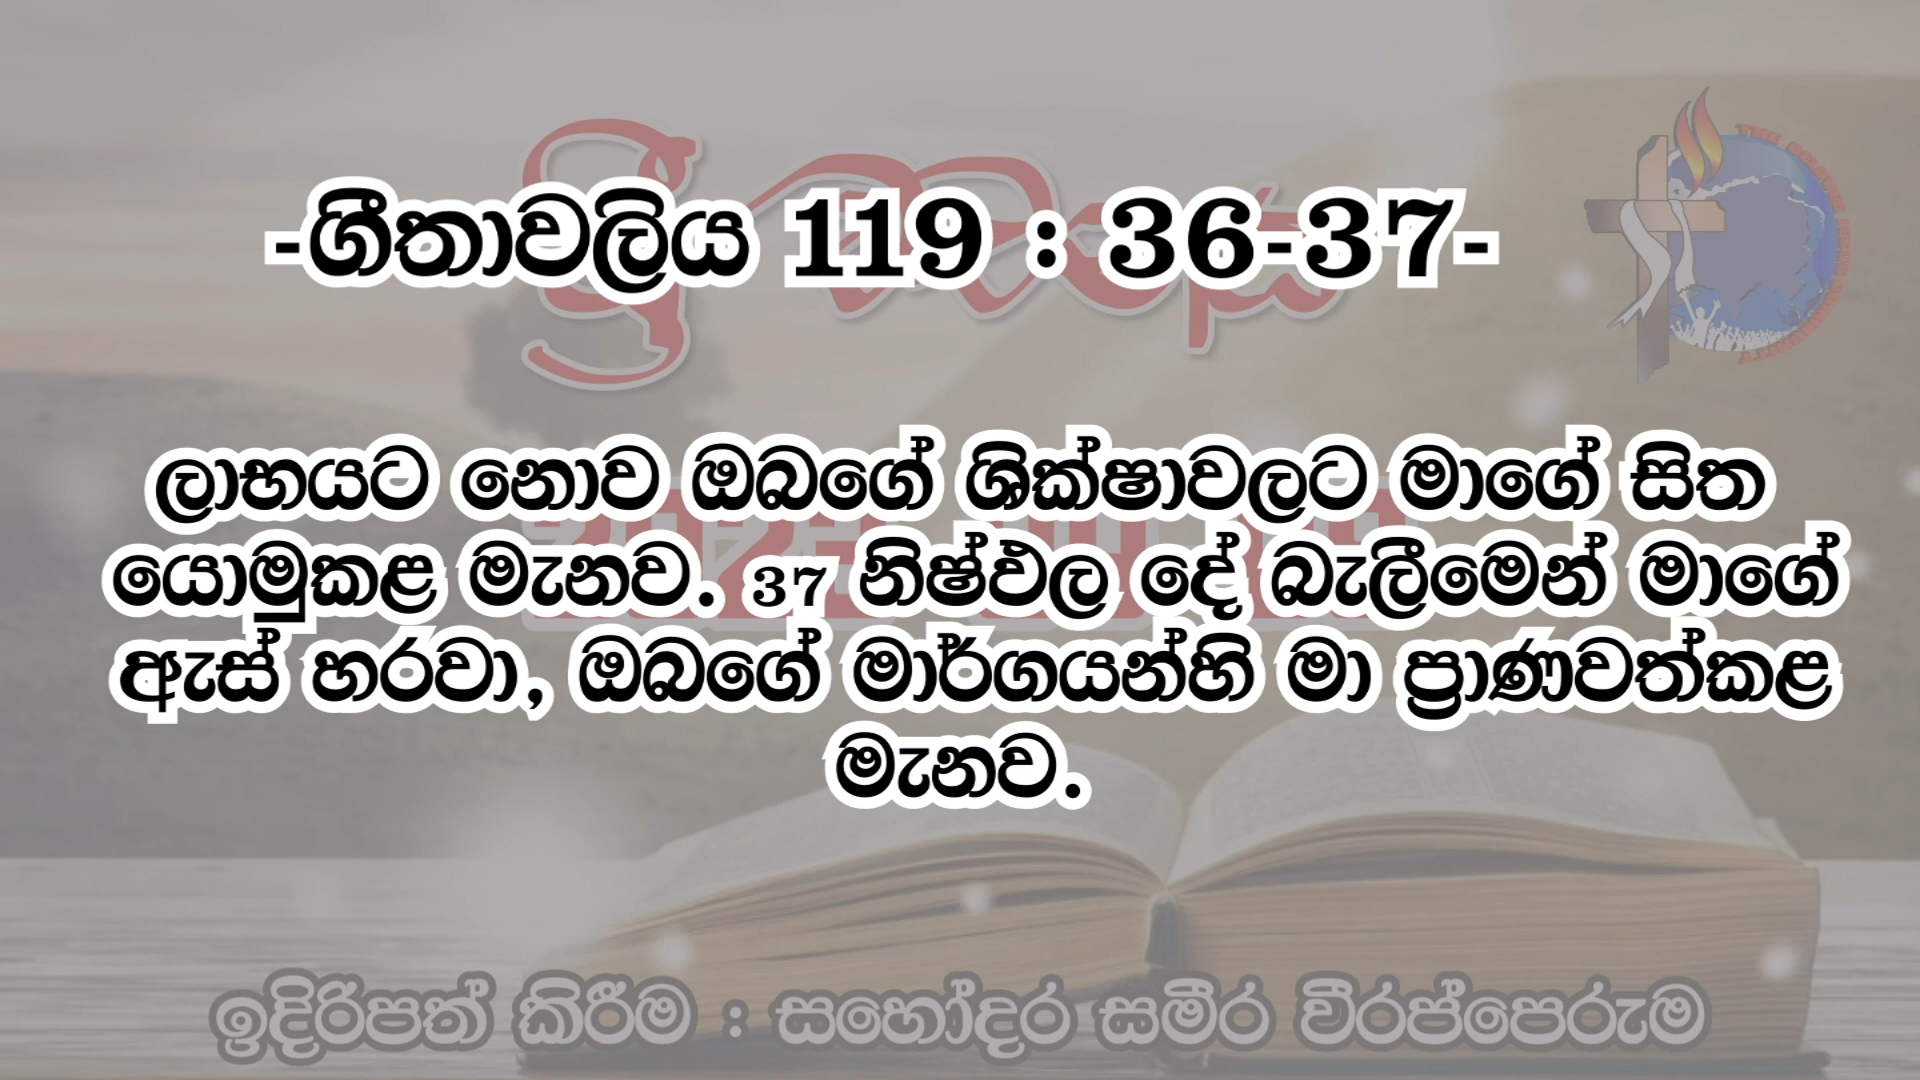 -ගීතාවලිය 119 : 36-37-
ලාභයට නොව ඔබගේ ශික්ෂාවලට මාගේ සිත
යොමුකළ මැනව. 37 නිෂ්ඵල දේ බැලීමෙන් මාගේ
ඇස් හරවා, ඔබගේ මාර්ගයන්හි මා ප්‍රාණවත්කළ
මැනව.
ඉදිරිපත් කිරීම : සහෝදර සමීර වීරප්පෙරුම